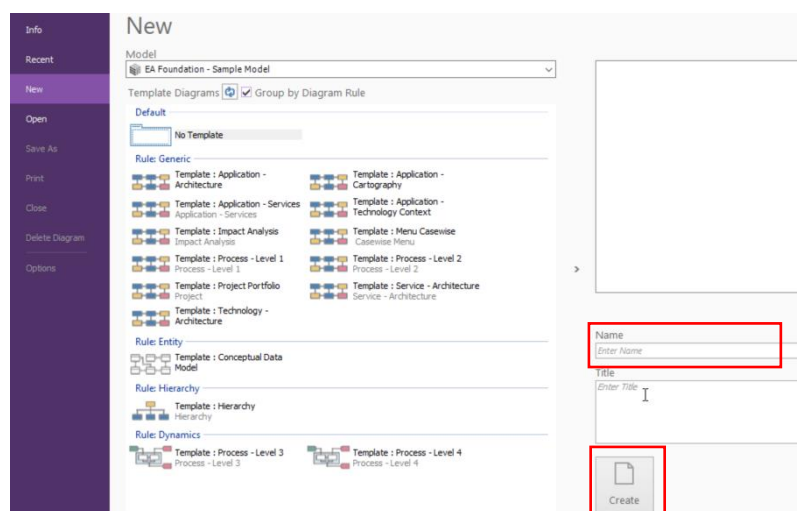 Info
Recent
New
Open
Save As
Print
Close
Delete Diagram
Options
New
Model
EA Foundation - Sample Model
Template Diagrams Group by Diagram Rule
Default
No Template
Rule: Generic
Template : Application -
Architecture
Template : Application -
Cartography
Template : Application - Services
Application - Services
Template : Application -
Technology Context
Template : Impact Analysis
Impact Analysis
Template : Menu Casewise
Casewise Menu
Template : Process - Level 1
Process - Level 1
Template : Process - Level 2
Process - Level 2
Template : Project Portfolio
Project
Template : Service - Architecture
Service - Architecture
Template : Technology -
Architecture
Rule: Entity
Template : Conceptual Data
Model
Rule: Hierarchy
Template : Hierarchy
Hierarchy
Rule: Dynamics
Template : Process - Level 3
Process - Level 3
Template : Process - Level 4
Process - Level 4
Name
Enter Name
Title
Enter Title
Create